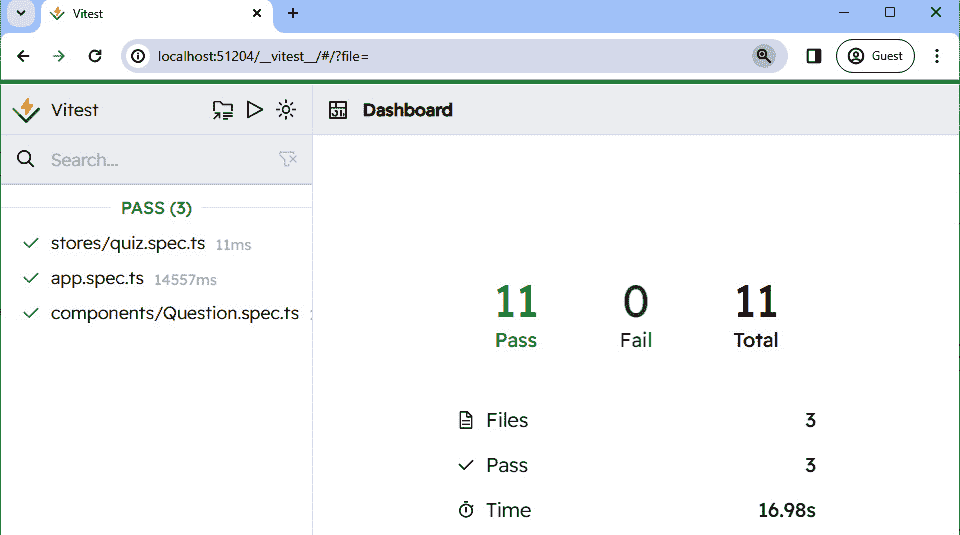 Vitest
localhost:51204/__vitest__/#/?file=
Guest
Vitest
Dashboard
Search...
PASS (3)
stores/quiz.spec.ts 11ms
app.spec.ts 14557ms
components/Question.spec.ts
11 0 11
Pass Fail Total
Files 3
Pass 3
Time 16.98s